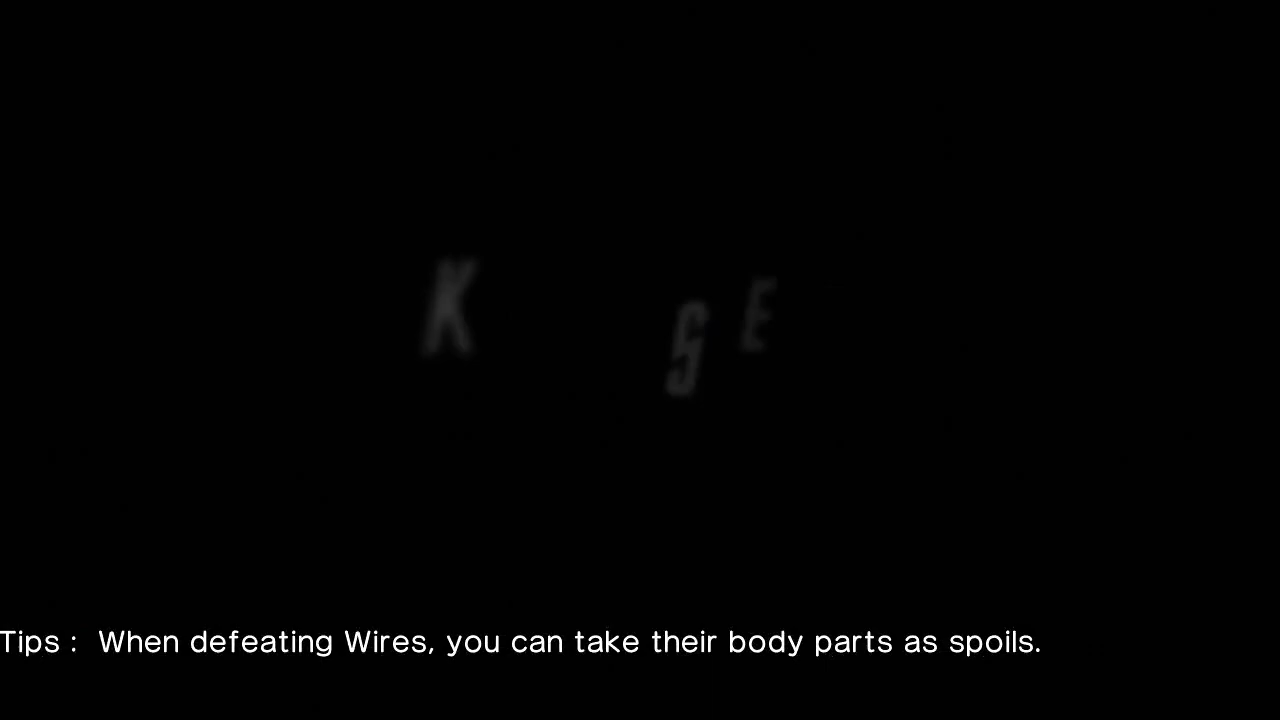 K S E
Tips : When defeating Wires, you can take their body parts as spoils.